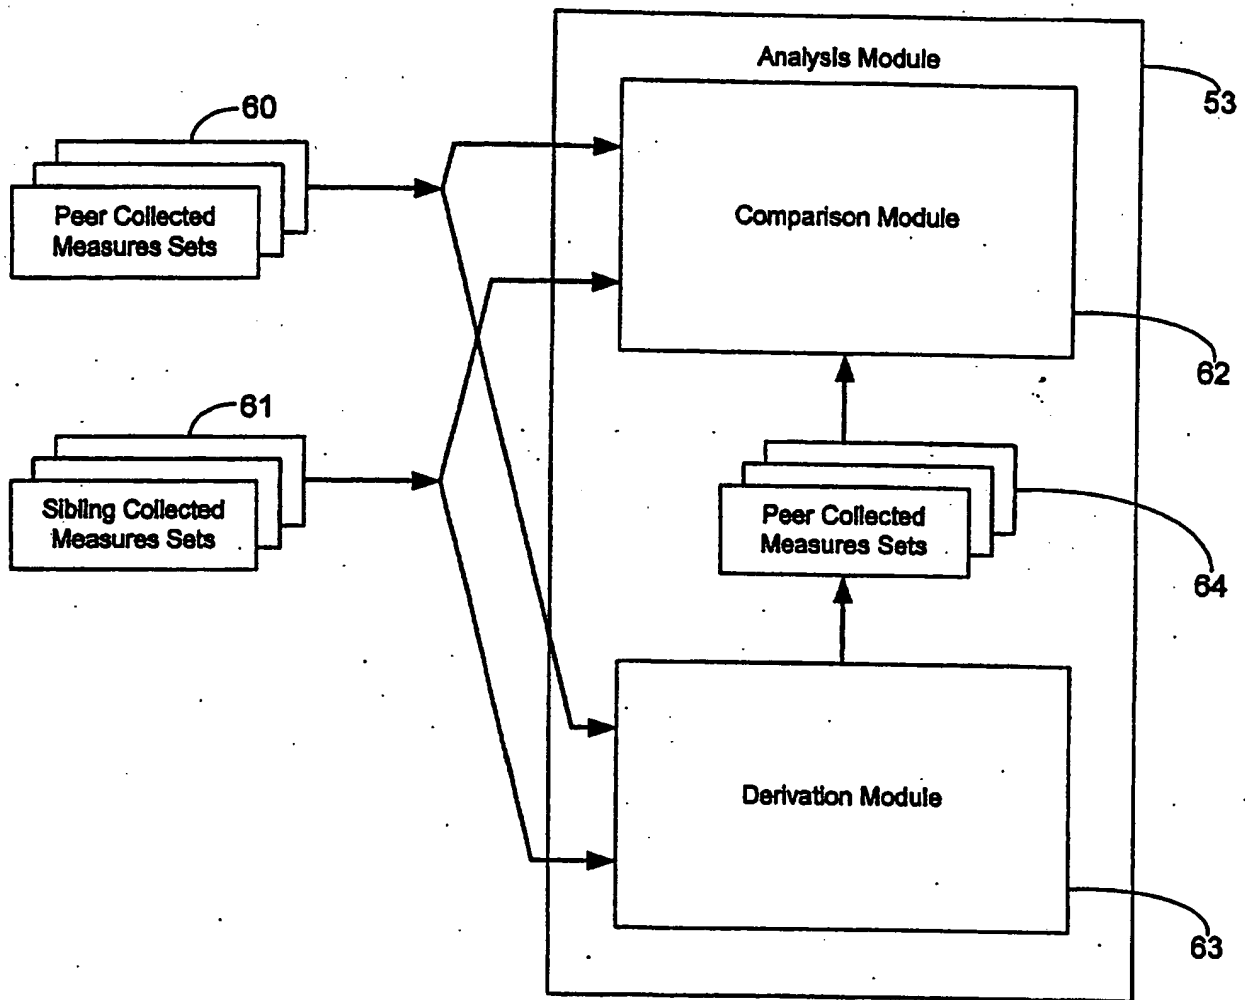 Analysis Module
53
60
Peer Collected
Measures Sets
Comparison Module
62
61
Sibling Collected
Measures Sets
Peer Collected
Measures Sets
64
Derivation Module
63